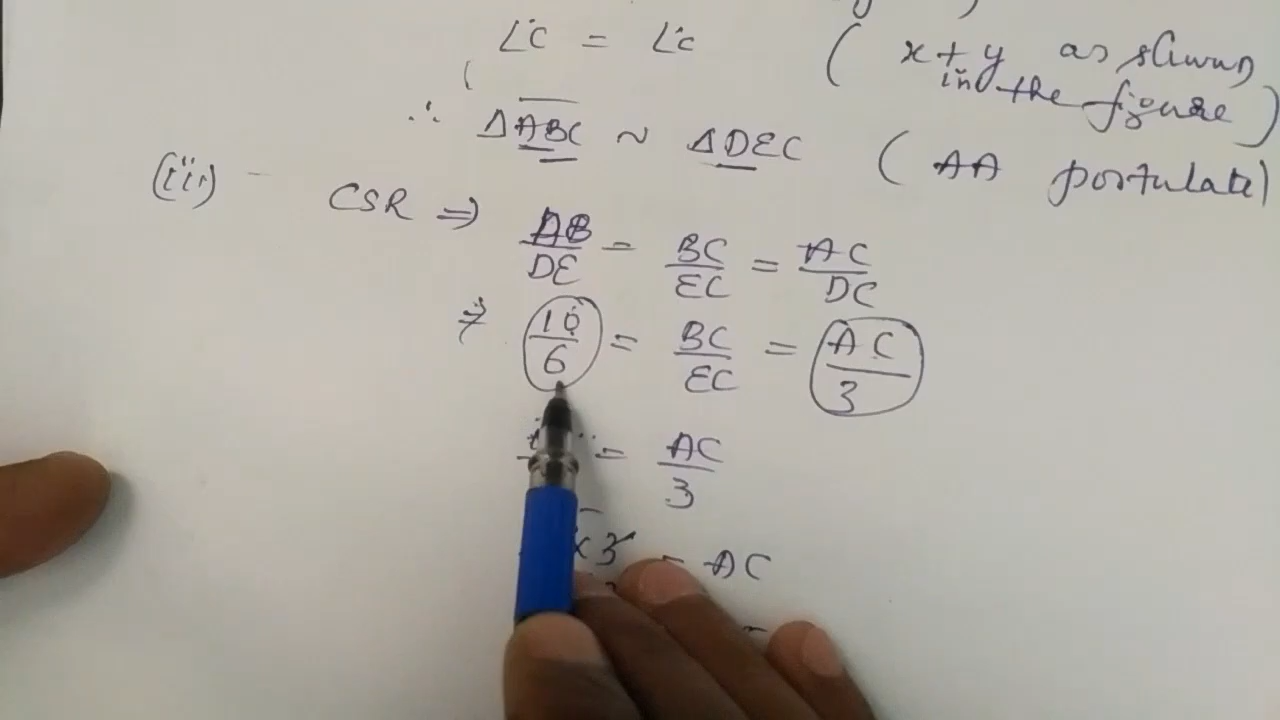 ∠C = ∠C ( x+y as shown
in the figure )
∴ ΔABC ~ ΔDEC ( AA postulate)
(iii) - CSR ⇒ AB/DE = BC/EC = AC/DC
⇒ 10/6 = BC/EC = AC/3
= AC/3
×3 = AC